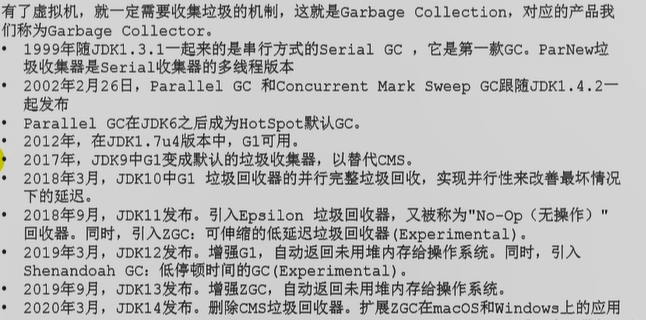 有了虚拟机，就一定需要收集垃圾的机制，这就是Garbage Collection，对应的产品我
们称为Garbage Collector。
• 1999年随JDK1.3.1一起来的是串行方式的Serial GC ，它是第一款GC。ParNew垃
圾收集器是Serial收集器的多线程版本
• 2002年2月26日，Parallel GC 和Concurrent Mark Sweep GC跟随JDK1.4.2一
起发布
• Parallel GC在JDK6之后成为HotSpot默认GC。
• 2012年，在JDK1.7u4版本中，G1可用。
• 2017年，JDK9中G1变成默认的垃圾收集器，以替代CMS。
• 2018年3月，JDK10中G1 垃圾回收器的并行完整垃圾回收，实现并行性来改善最坏情况
下的延迟。
• 2018年9月，JDK11发布。引入Epsilon 垃圾回收器，又被称为"No-Op（无操作）"
回收器。同时，引入ZGC：可伸缩的低延迟垃圾回收器(Experimental)。
• 2019年3月，JDK12发布。增强G1，自动返回未用堆内存给操作系统。同时，引入
Shenandoah GC：低停顿时间的GC(Experimental)。
• 2019年9月，JDK13发布。增强ZGC，自动返回未用堆内存给操作系统。
• 2020年3月，JDK14发布。删除CMS垃圾回收器。扩展ZGC在macOS和Windows上的应用